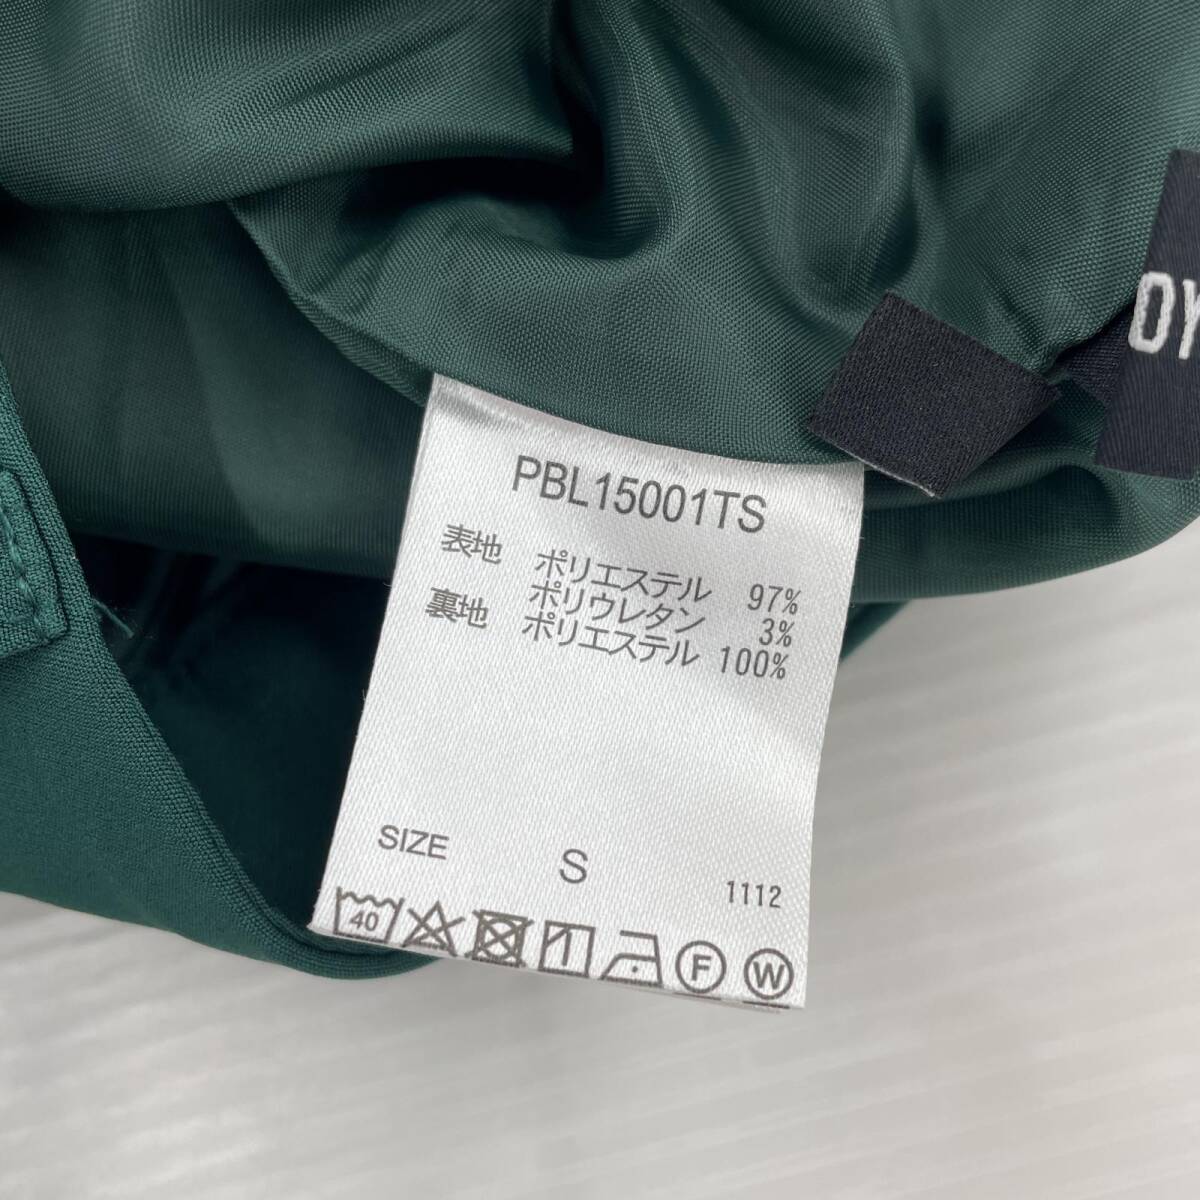 PBL15001TS
表地 ポリエステル 97%
ポリウレタン 3%
裏地 ポリエステル 100%
SIZE S
1112
40
F
W
OY